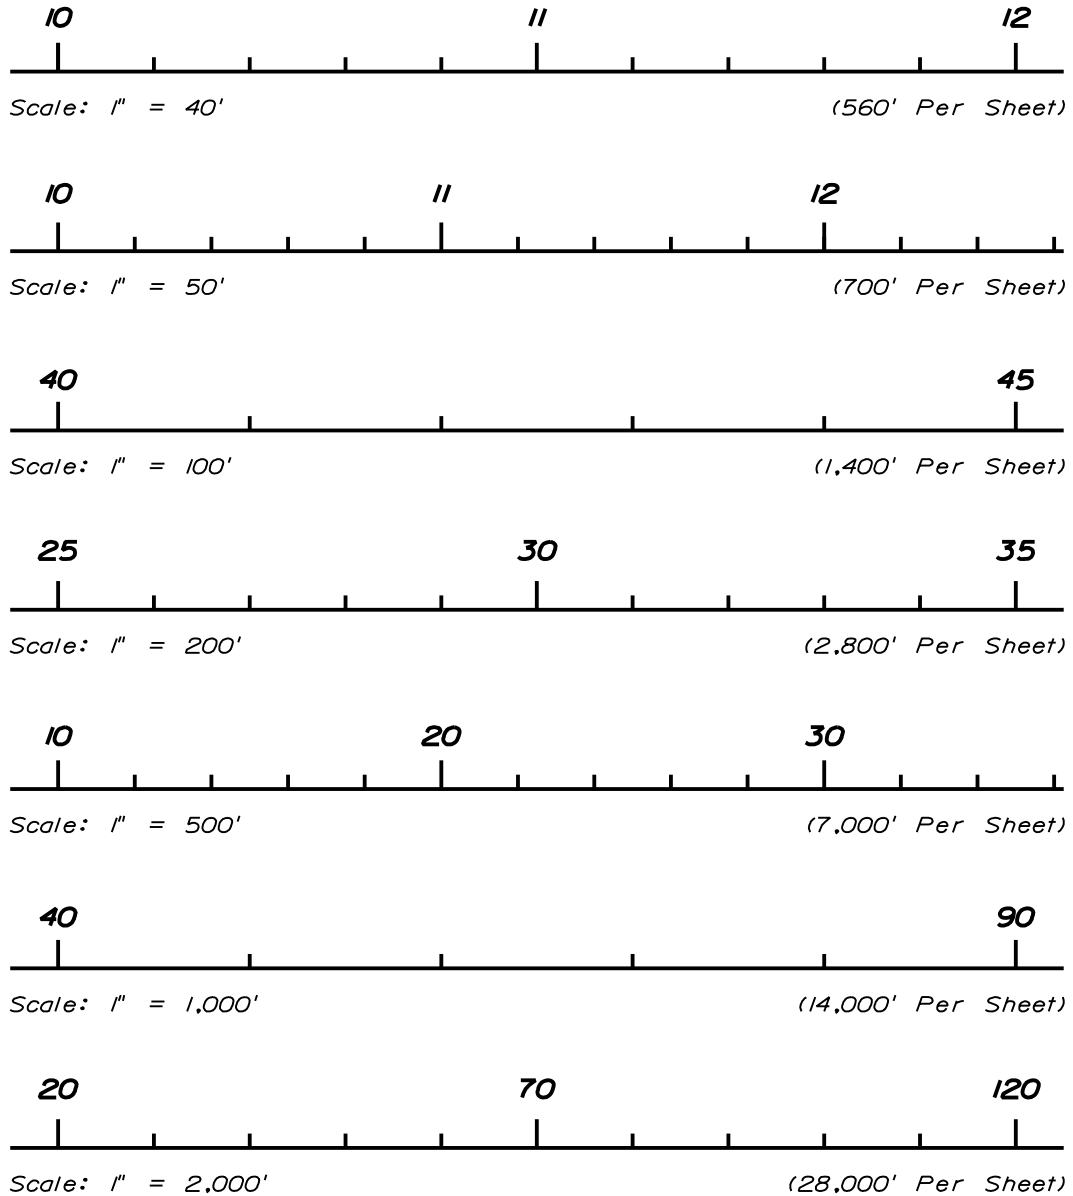 10 11 12
Scale: 1" = 40' (560' Per Sheet)
10 11 12
Scale: 1" = 50' (700' Per Sheet)
40 45
Scale: 1" = 100' (1,400' Per Sheet)
25 30 35
Scale: 1" = 200' (2,800' Per Sheet)
10 20 30
Scale: 1" = 500' (7,000' Per Sheet)
40 90
Scale: 1" = 1,000' (14,000' Per Sheet)
20 70 120
Scale: 1" = 2,000' (28,000' Per Sheet)